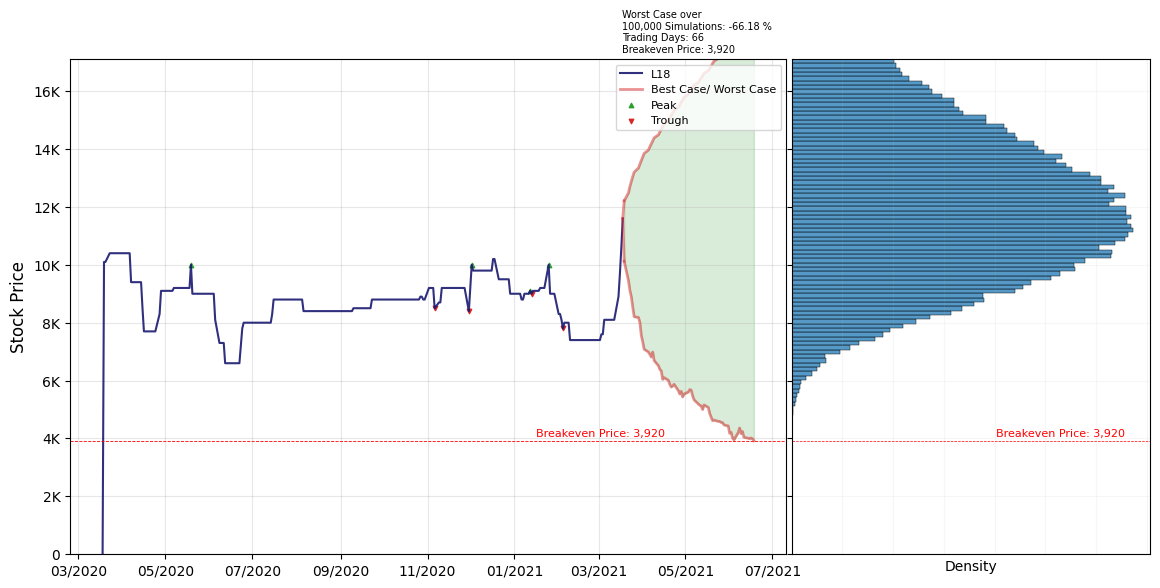 Worst Case over
100,000 Simulations: -66.18 %
Trading Days: 66
Breakeven Price: 3,920
L18
Best Case/ Worst Case
Peak
Trough
Stock Price
16K
14K
12K
10K
8K
6K
4K
2K
0
Breakeven Price: 3,920
Breakeven Price: 3,920
03/2020 05/2020 07/2020 09/2020 11/2020 01/2021 03/2021 05/2021 07/2021
Density